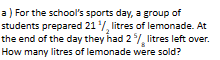 a ) For the school's sports day, a group of
students prepared 21 1/2 litres of lemonade. At
the end of the day they had 2 5/8 litres left over.
How many litres of lemonade were sold?